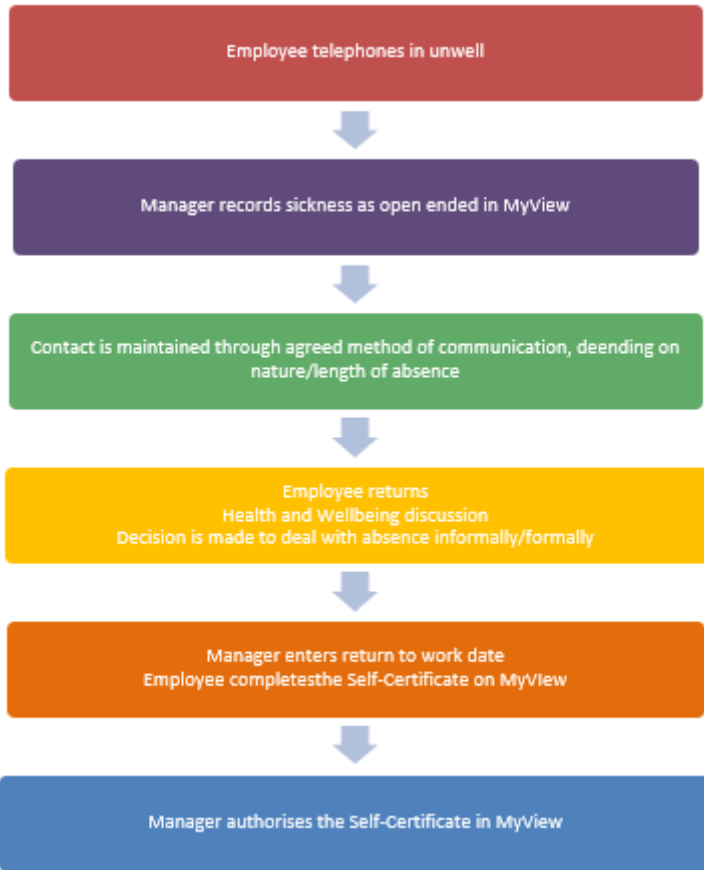 Employee telephones in unwell
Manager records sickness as open ended in MyView
Contact is maintained through agreed method of communication, deending on
nature/length of absence
Employee returns
Health and Wellbeing discussion
Decision is made to deal with absence informally/formally
Manager enters return to work date
Employee completesthe Self-Certificate on MyVIew
Manager authorises the Self-Certificate in MyView